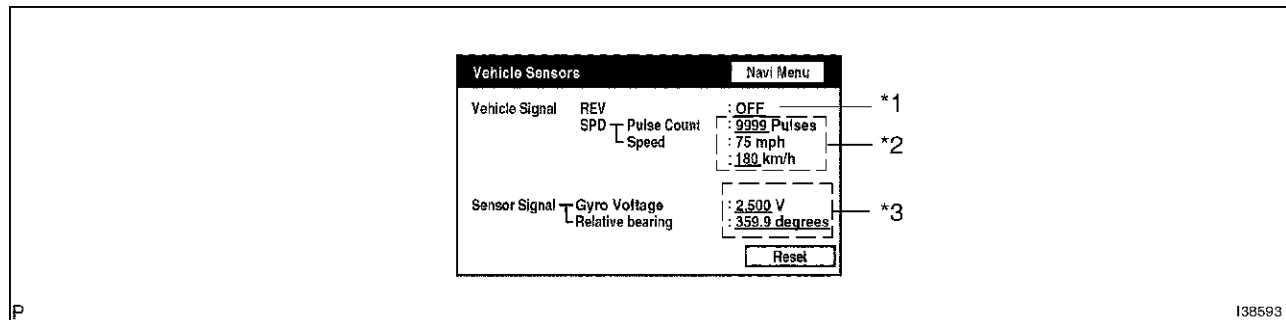 Vehicle Sensors Navi Menu
Vehicle Signal REV : OFF *1
SPD Pulse Count : 9999 Pulses
Speed : 75 mph *2
: 180 km/h
Sensor Signal Gyro Voltage : 2.500 V *3
Relative bearing : 359.9 degrees
Reset
P I38593